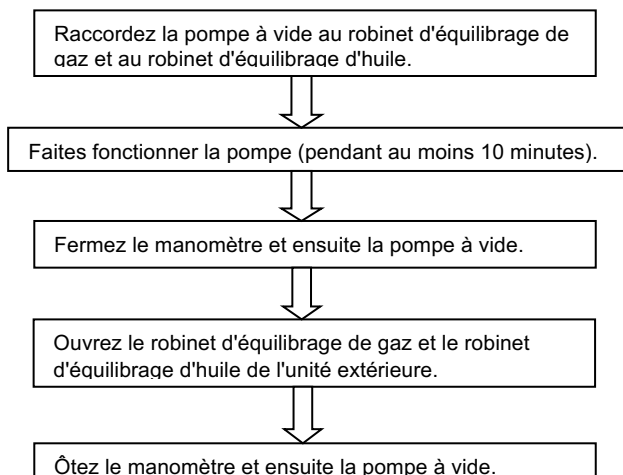 Raccordez la pompe à vide au robinet d'équilibrage de
gaz et au robinet d'équilibrage d'huile.
Faites fonctionner la pompe (pendant au moins 10 minutes).
Fermez le manomètre et ensuite la pompe à vide.
Ouvrez le robinet d'équilibrage de gaz et le robinet
d'équilibrage d'huile de l'unité extérieure.
Ôtez le manomètre et ensuite la pompe à vide.